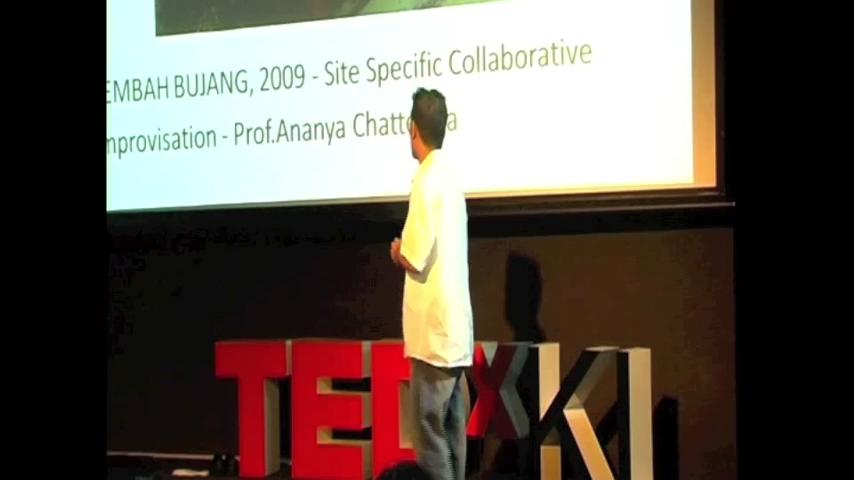 EMBAH BUJANG, 2009 - Site Specific Collaborative
mprovisation - Prof.Ananya
TEDxKL